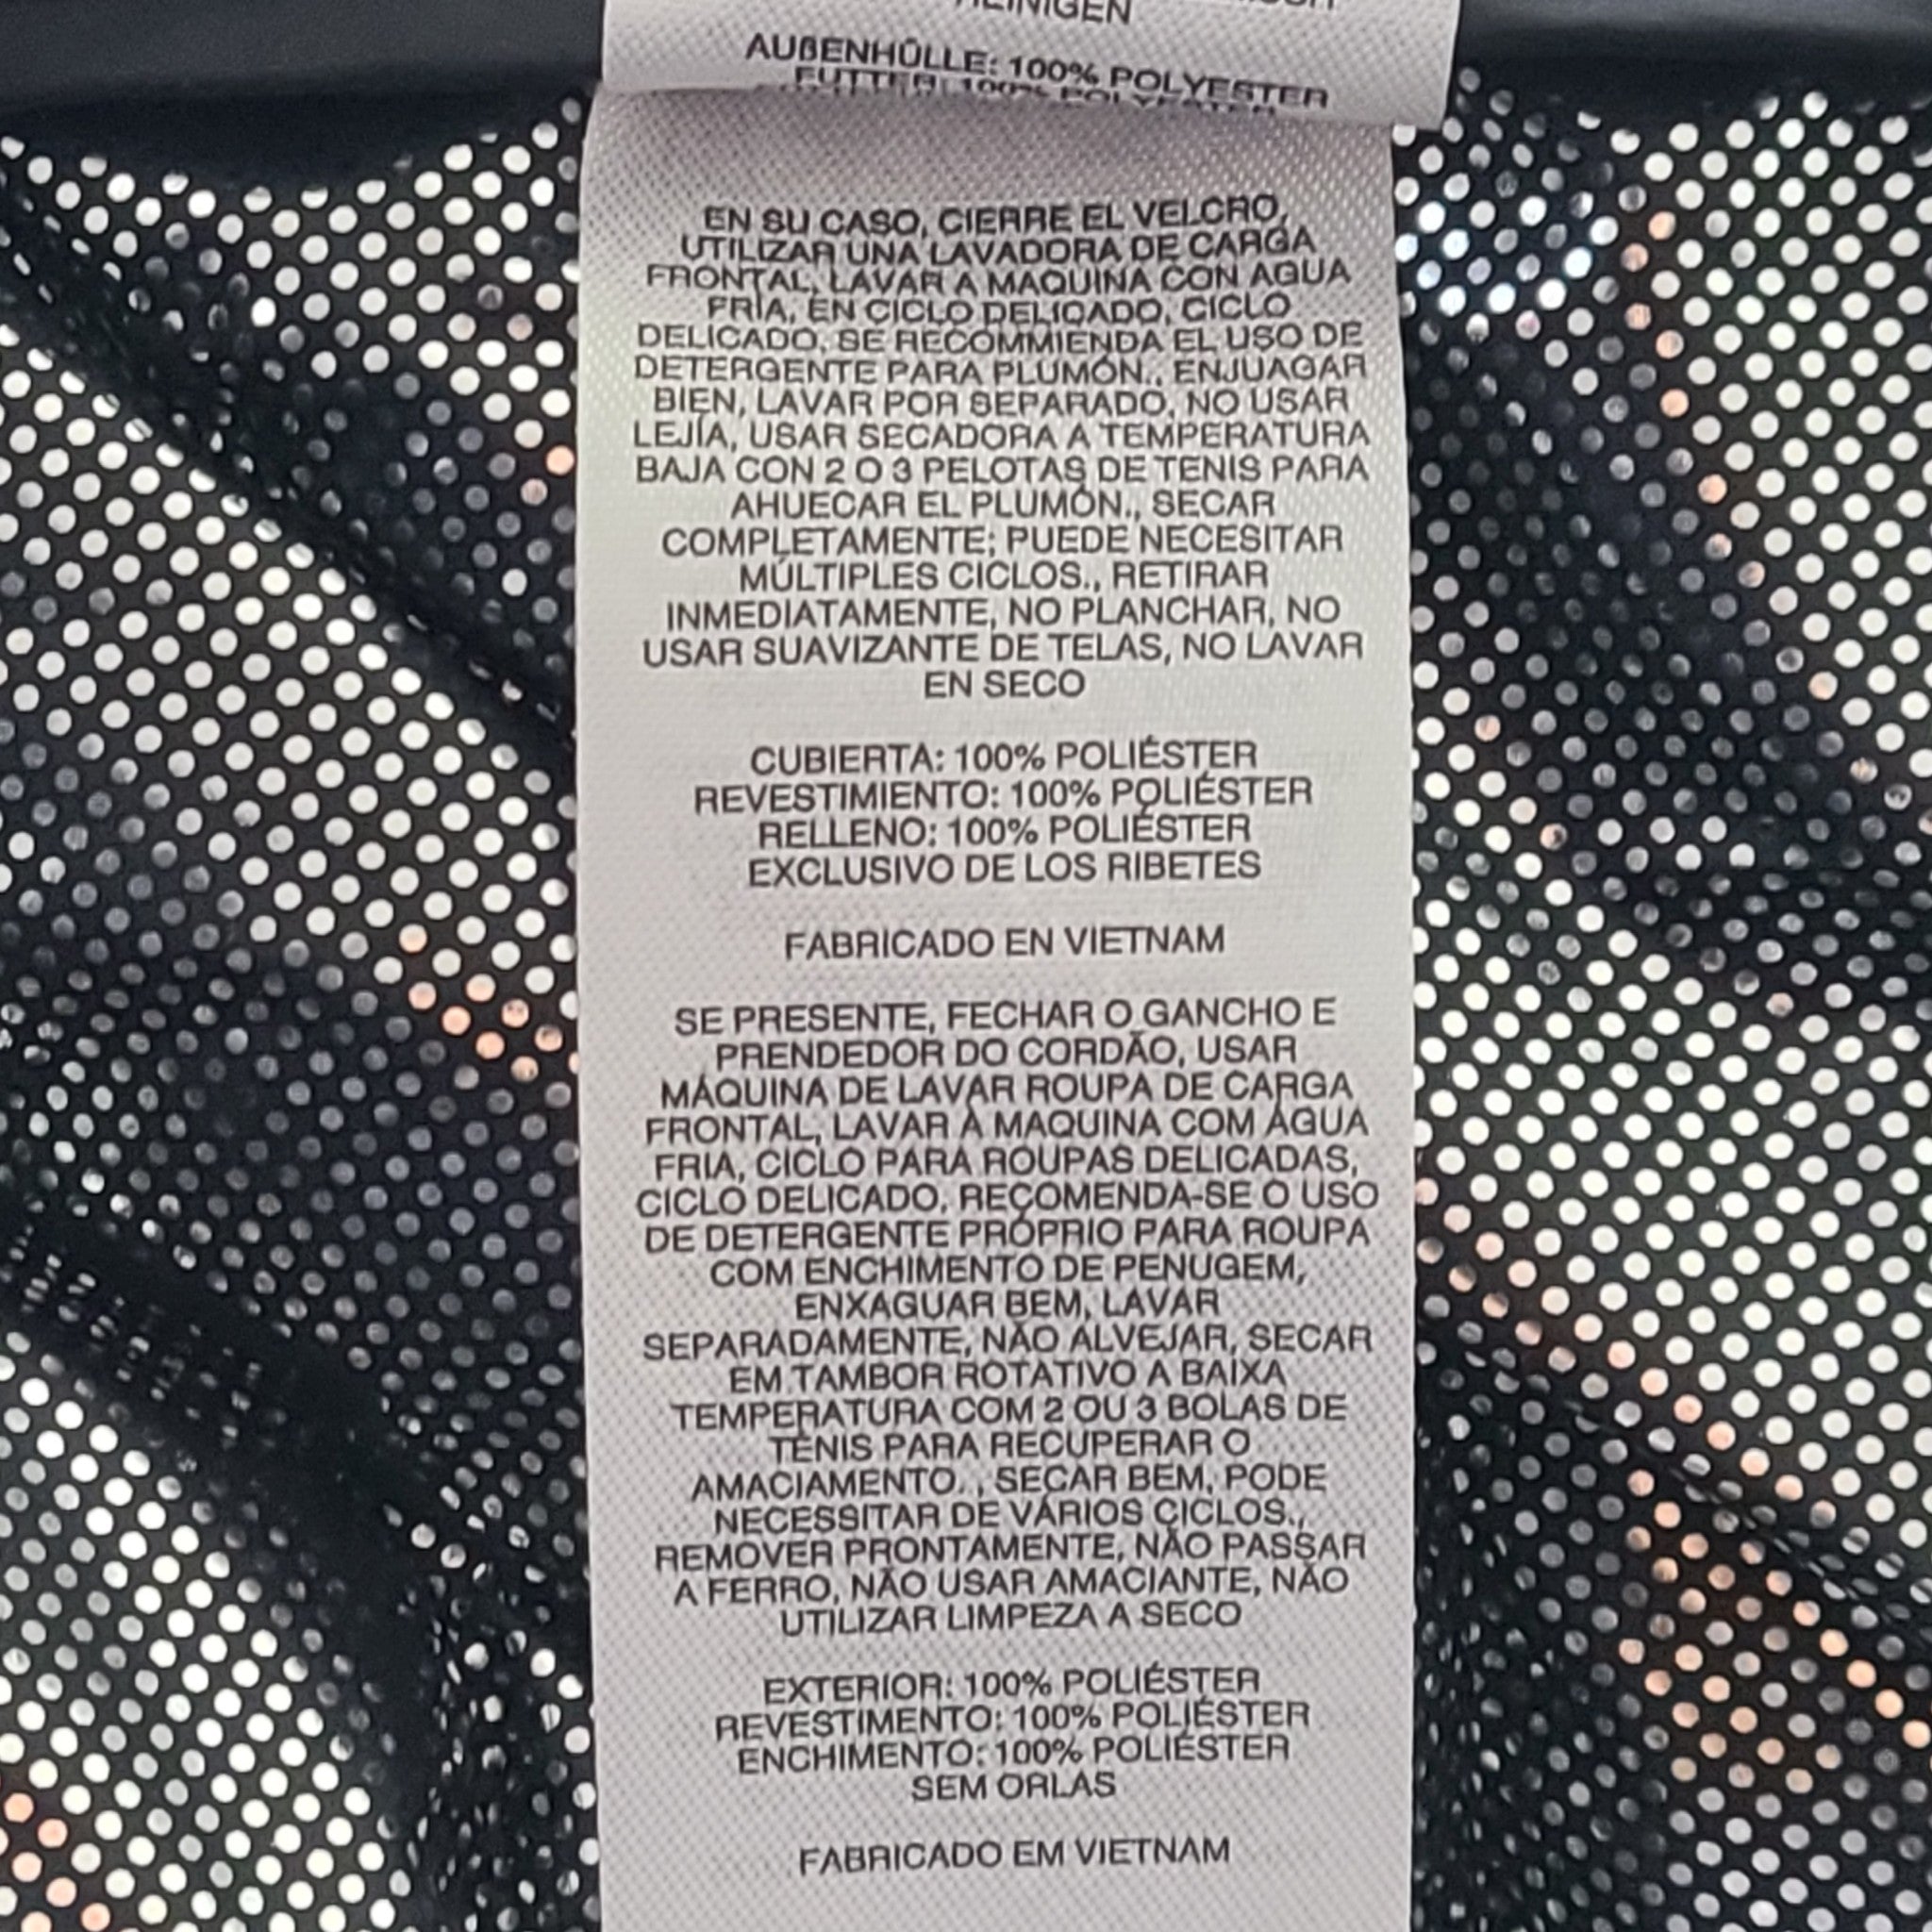 REINIGEN
AUßENHÜLLE: 100% POLYESTER
FUTTER: 100% POLYESTER
EN SU CASO, CIERRE EL VELCRO,
UTILIZAR UNA LAVADORA DE CARGA
FRONTAL, LAVAR A MAQUINA CON AGUA
FRÍA, EN CICLO DELICADO, CICLO
DELICADO, SE RECOMMIENDA EL USO DE
DETERGENTE PARA PLUMÓN., ENJUAGAR
BIEN, LAVAR POR SEPARADO, NO USAR
LEJÍA, USAR SECADORA A TEMPERATURA
BAJA CON 2 O 3 PELOTAS DE TENIS PARA
AHUECAR EL PLUMÓN., SECAR
COMPLETAMENTE; PUEDE NECESITAR
MÚLTIPLES CICLOS., RETIRAR
INMEDIATAMENTE, NO PLANCHAR, NO
USAR SUAVIZANTE DE TELAS, NO LAVAR
EN SECO
CUBIERTA: 100% POLIÉSTER
REVESTIMIENTO: 100% POLIÉSTER
RELLENO: 100% POLIÉSTER
EXCLUSIVO DE LOS RIBETES
FABRICADO EN VIETNAM
SE PRESENTE, FECHAR O GANCHO E
PRENDEDOR DO CORDÃO, USAR
MÁQUINA DE LAVAR ROUPA DE CARGA
FRONTAL, LAVAR À MAQUINA COM ÁGUA
FRIA, CICLO PARA ROUPAS DELICADAS,
CICLO DELICADO, RECOMENDA-SE O USO
DE DETERGENTE PRÓPRIO PARA ROUPA
COM ENCHIMENTO DE PENUGEM,
ENXAGUAR BEM, LAVAR
SEPARADAMENTE, NÃO ALVEJAR, SECAR
EM TAMBOR ROTATIVO A BAIXA
TEMPERATURA COM 2 OU 3 BOLAS DE
TÊNIS PARA RECUPERAR O
AMACIAMENTO., SECAR BEM, PODE
NECESSITAR DE VÁRIOS CICLOS.,
REMOVER PRONTAMENTE, NÃO PASSAR
A FERRO, NÃO USAR AMACIANTE, NÃO
UTILIZAR LIMPEZA A SECO
EXTERIOR: 100% POLIÉSTER
REVESTIMENTO: 100% POLIÉSTER
ENCHIMENTO: 100% POLIÉSTER
SEM ORLAS
FABRICADO EM VIETNAM